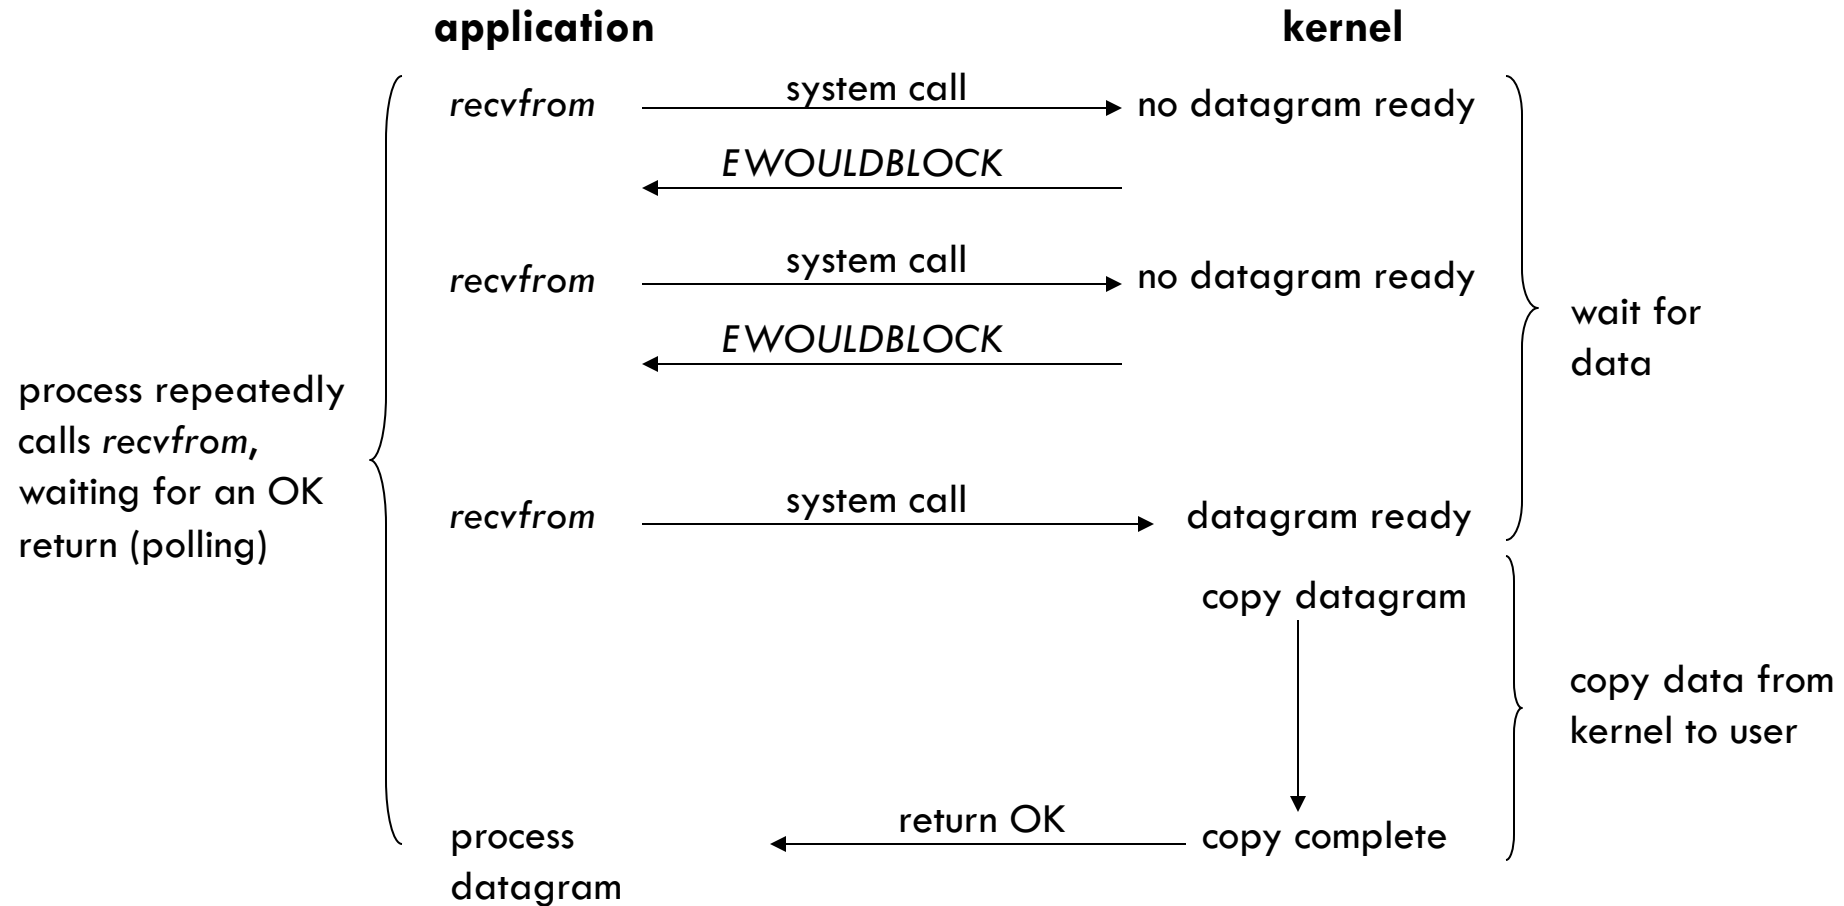 application
kernel
recvfrom
system call
no datagram ready
EWOULDBLOCK
recvfrom
system call
no datagram ready
EWOULDBLOCK
wait for
data
process repeatedly
calls recvfrom,
waiting for an OK
return (polling)
recvfrom
system call
datagram ready
copy datagram
copy data from
kernel to user
return OK
copy complete
process
datagram